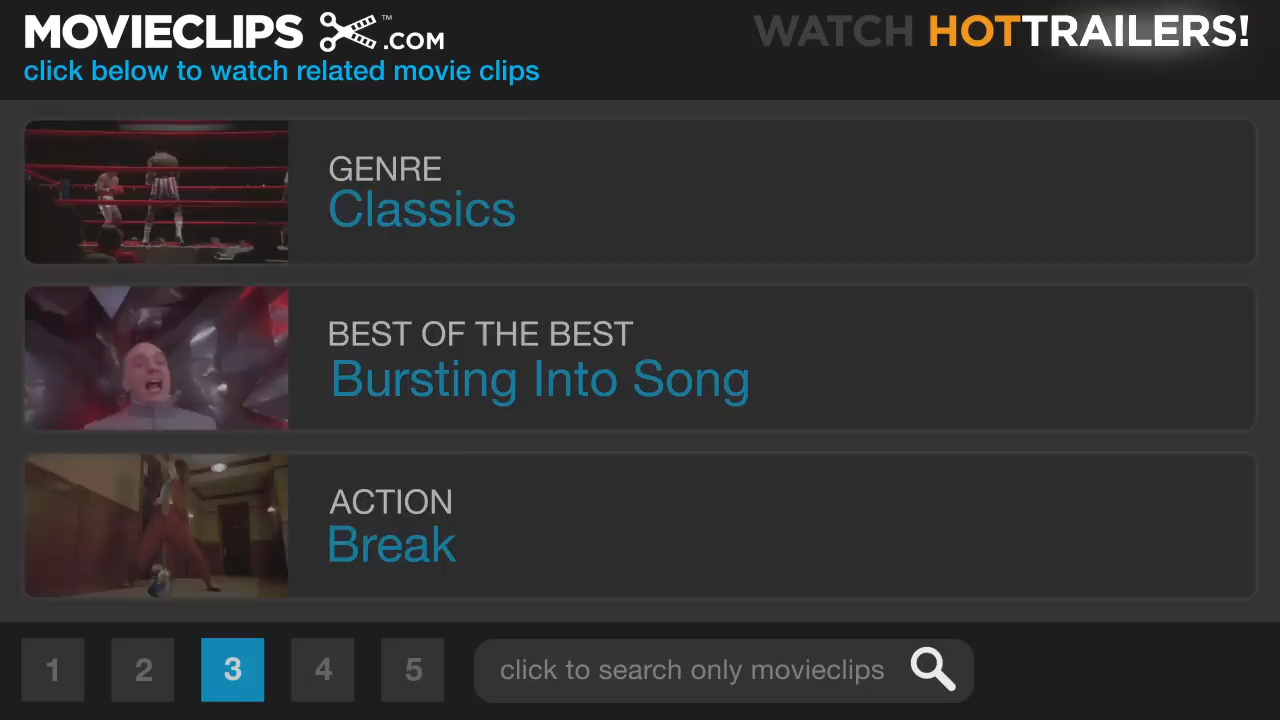 MOVIECLIPS ™ .COM
WATCH HOTTRAILERS!
click below to watch related movie clips
GENRE
Classics
BEST OF THE BEST
Bursting Into Song
ACTION
Break
1 2 3 4 5
click to search only movieclips